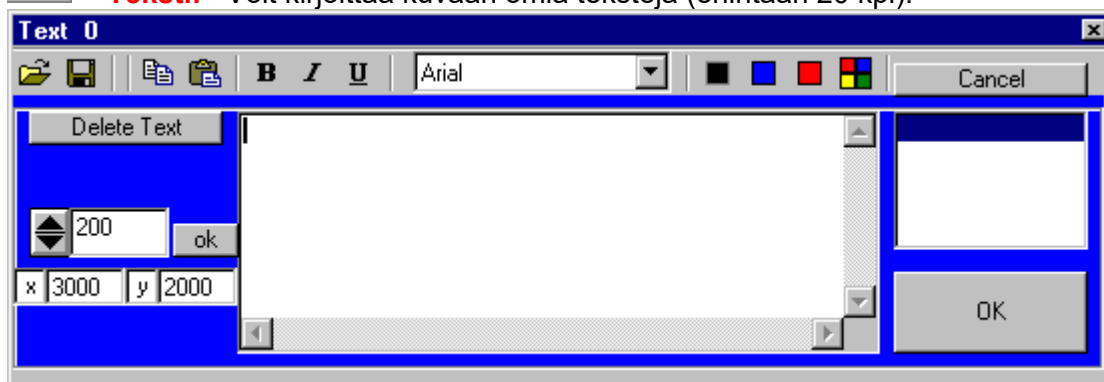 Tekstit - Voit kirjoittaa kuvaan omia tekstejä (enintään 20 kpl).
Text 0
B I U Arial Cancel
Delete Text
200 ok
x 3000 y 2000
OK